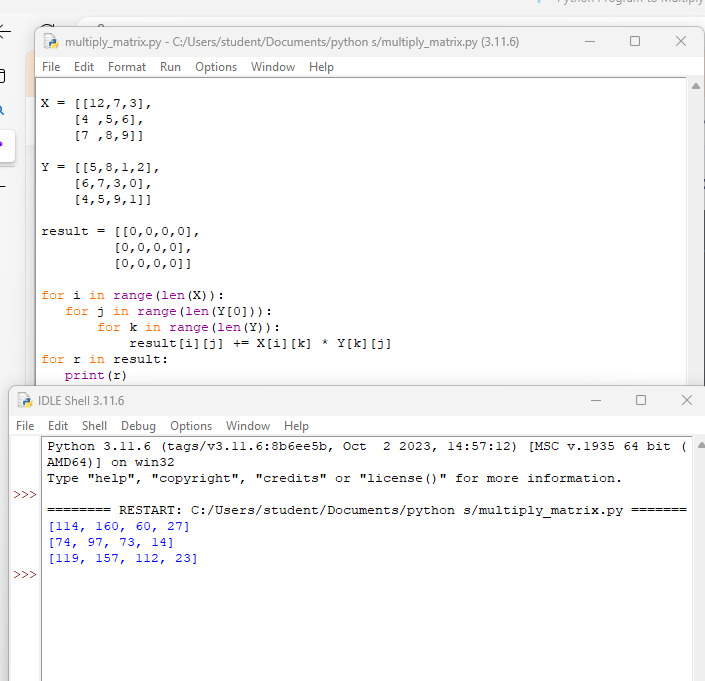 Python Program to Multiply
multiply_matrix.py - C:/Users/student/Documents/python s/multiply_matrix.py (3.11.6)
File Edit Format Run Options Window Help
X = [[12,7,3],
    [4 ,5,6],
    [7 ,8,9]]
Y = [[5,8,1,2],
    [6,7,3,0],
    [4,5,9,1]]
result = [[0,0,0,0],
         [0,0,0,0],
         [0,0,0,0]]
for i in range(len(X)):
   for j in range(len(Y[0])):
       for k in range(len(Y)):
           result[i][j] += X[i][k] * Y[k][j]
for r in result:
   print(r)
IDLE Shell 3.11.6
File Edit Shell Debug Options Window Help
Python 3.11.6 (tags/v3.11.6:8b6ee5b, Oct  2 2023, 14:57:12) [MSC v.1935 64 bit (
AMD64)] on win32
Type "help", "copyright", "credits" or "license()" for more information.
>>>
======== RESTART: C:/Users/student/Documents/python s/multiply_matrix.py =======
[114, 160, 60, 27]
[74, 97, 73, 14]
[119, 157, 112, 23]
>>>